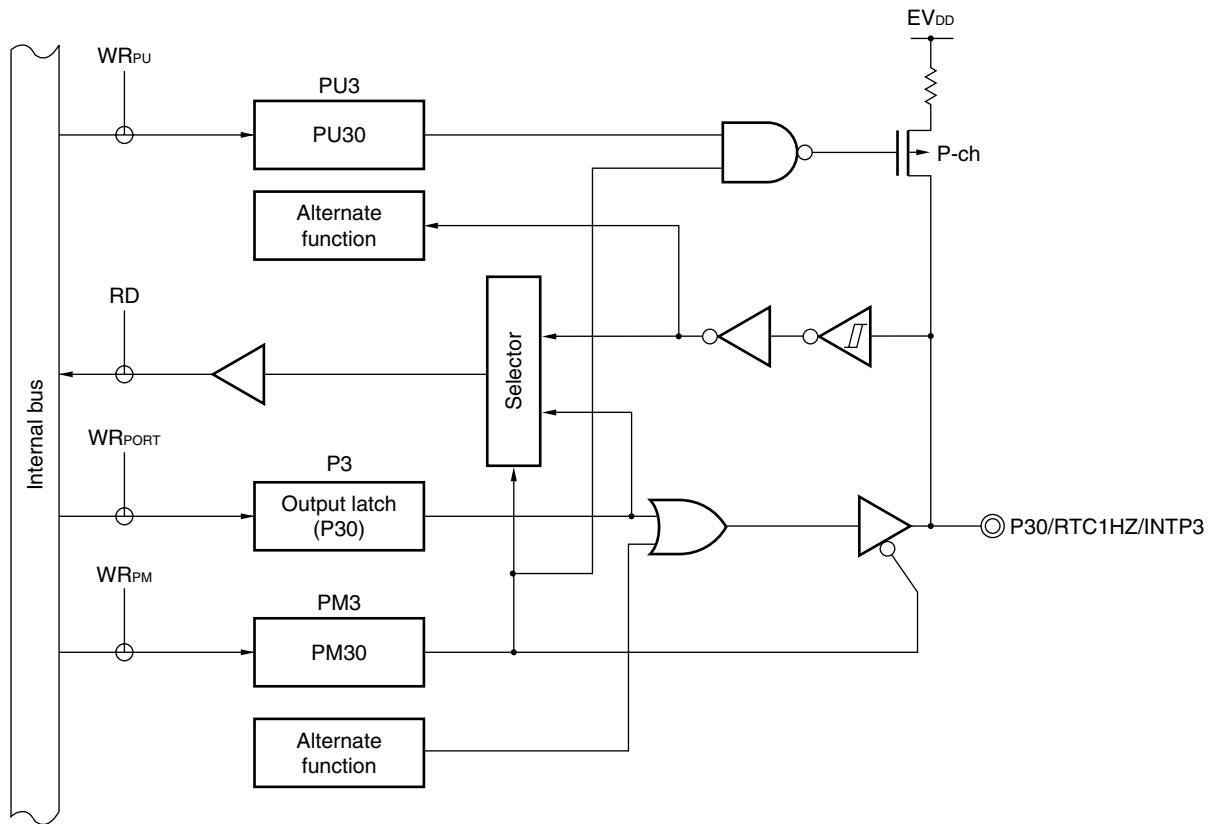 EVDD
WRPU
PU3
PU30
P-ch
Alternate
function
RD
Selector
Internal bus
WRPORT
P3
Output latch
(P30)
P30/RTC1HZ/INTP3
WRPM
PM3
PM30
Alternate
function